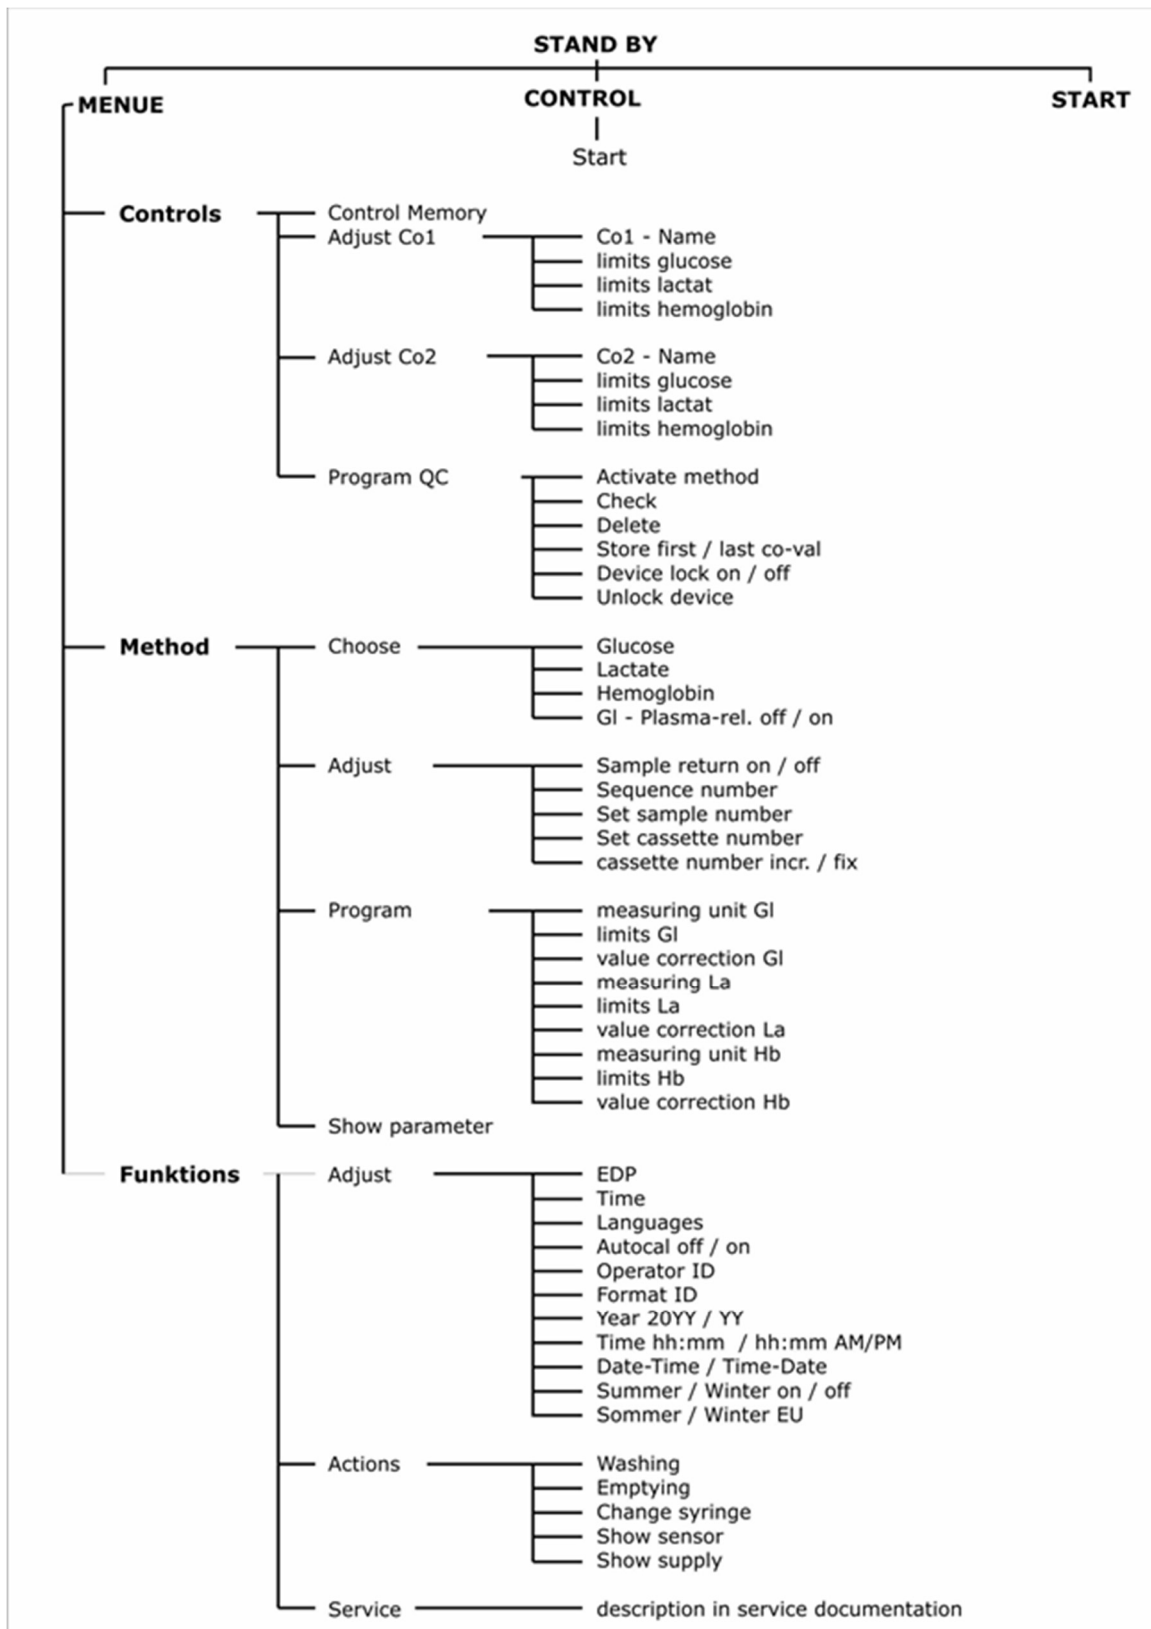 STAND BY
MENUE CONTROL START
Start
Controls Control Memory
Adjust Co1 Co1 - Name
limits glucose
limits lactat
limits hemoglobin
Adjust Co2 Co2 - Name
limits glucose
limits lactat
limits hemoglobin
Program QC Activate method
Check
Delete
Store first / last co-val
Device lock on / off
Unlock device
Method Choose Glucose
Lactate
Hemoglobin
Gl - Plasma-rel. off / on
Adjust Sample return on / off
Sequence number
Set sample number
Set cassette number
cassette number incr. / fix
Program measuring unit Gl
limits Gl
value correction Gl
measuring La
limits La
value correction La
measuring unit Hb
limits Hb
value correction Hb
Show parameter
Funktions Adjust EDP
Time
Languages
Autocal off / on
Operator ID
Format ID
Year 20YY / YY
Time hh:mm / hh:mm AM/PM
Date-Time / Time-Date
Summer / Winter on / off
Sommer / Winter EU
Actions Washing
Emptying
Change syringe
Show sensor
Show supply
Service description in service documentation